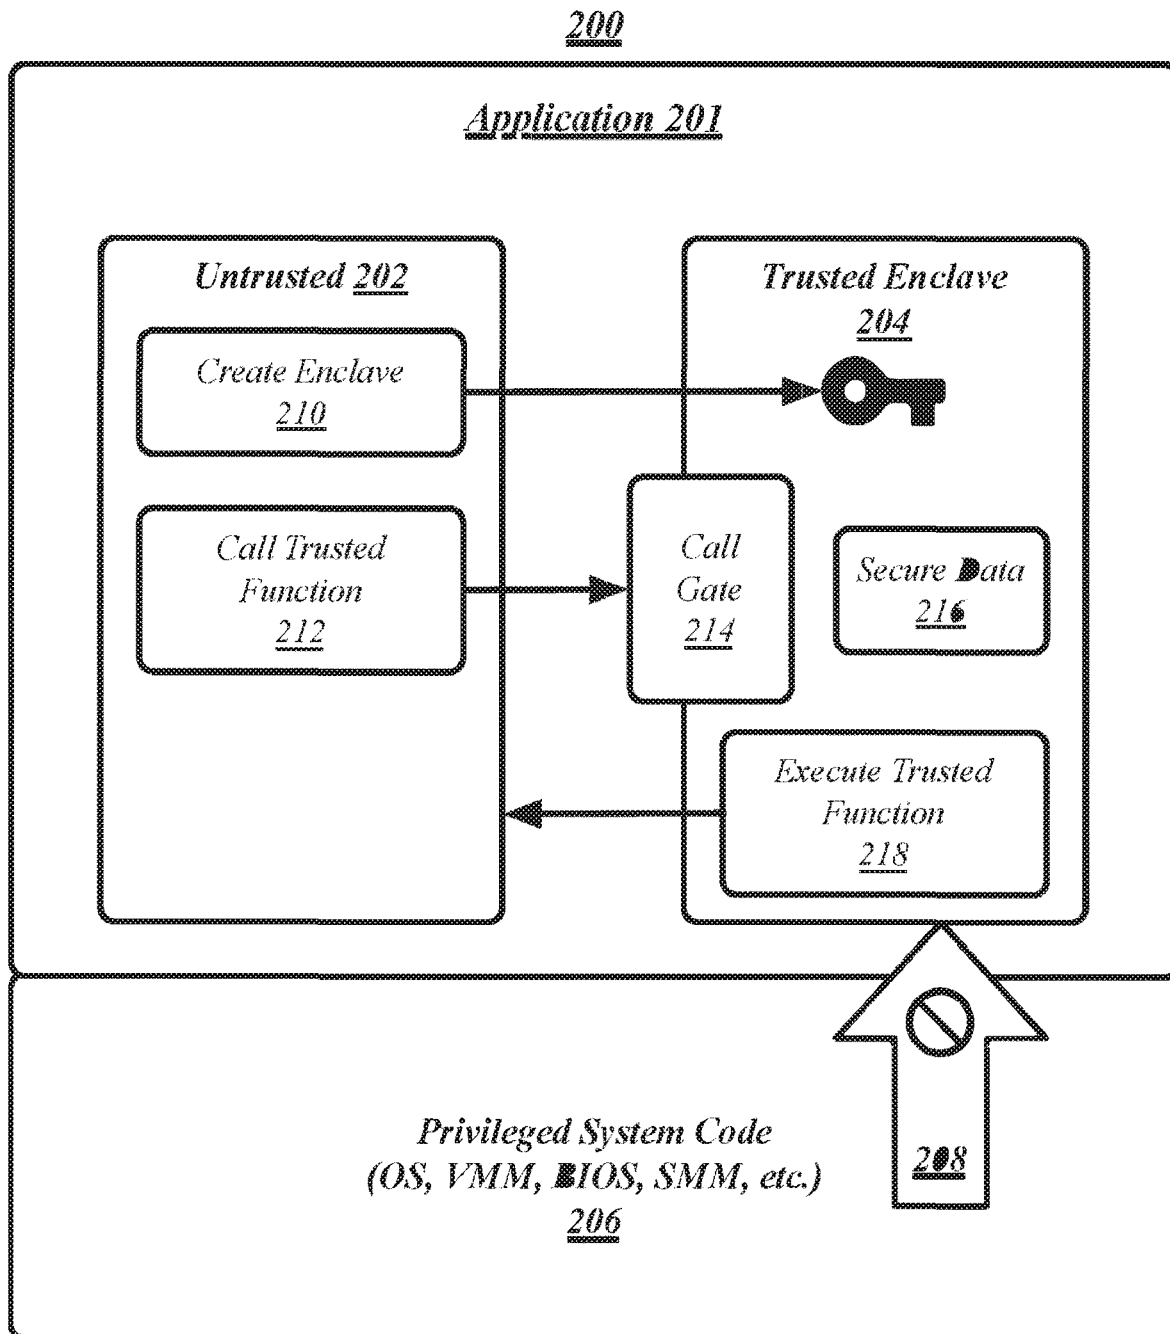 200
Application 201
Untrusted 202
Create Enclave
210
Call Trusted
Function
212
Trusted Enclave
204
Call
Gate
214
Secure Data
216
Execute Trusted
Function
218
Privileged System Code
(OS, VMM, BIOS, SMM, etc.)
206
208